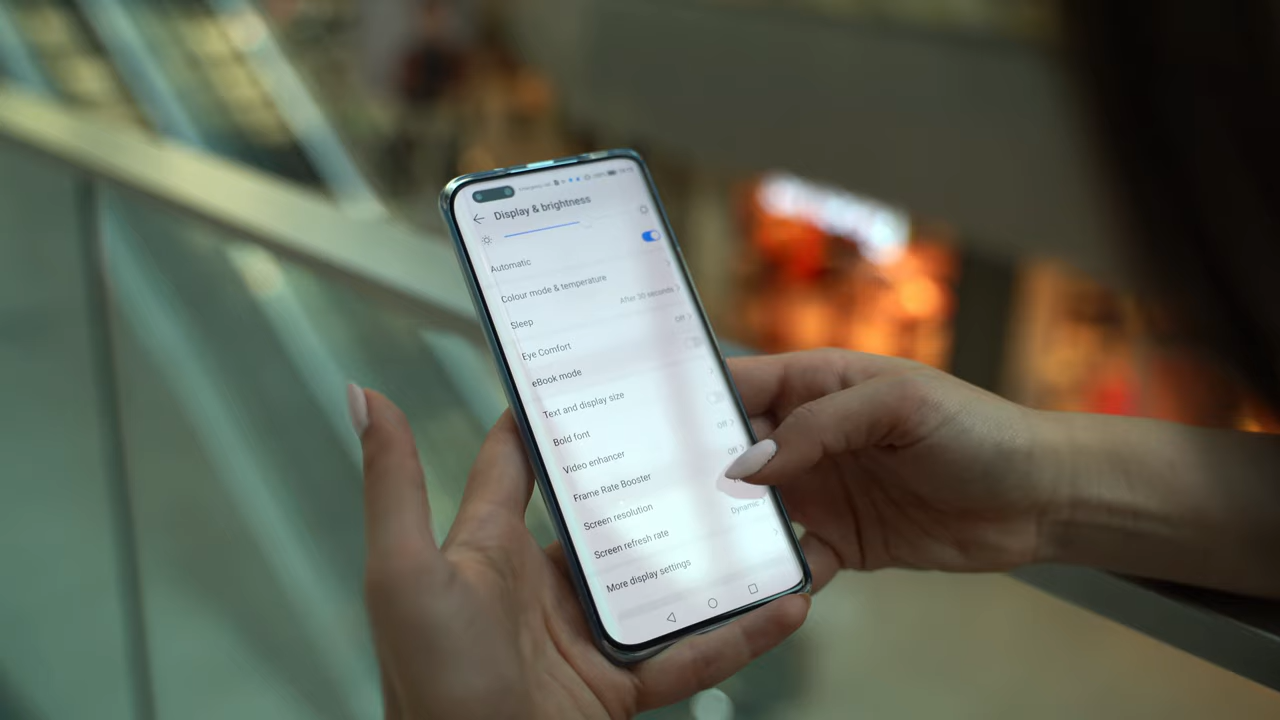 Display & brightness
Automatic
Colour mode & temperature
Sleep After 30 seconds
Eye Comfort Off
eBook mode
Text and display size
Bold font
Video enhancer Off
Frame Rate Booster Off
Screen resolution
Screen refresh rate Dynamic
More display settings